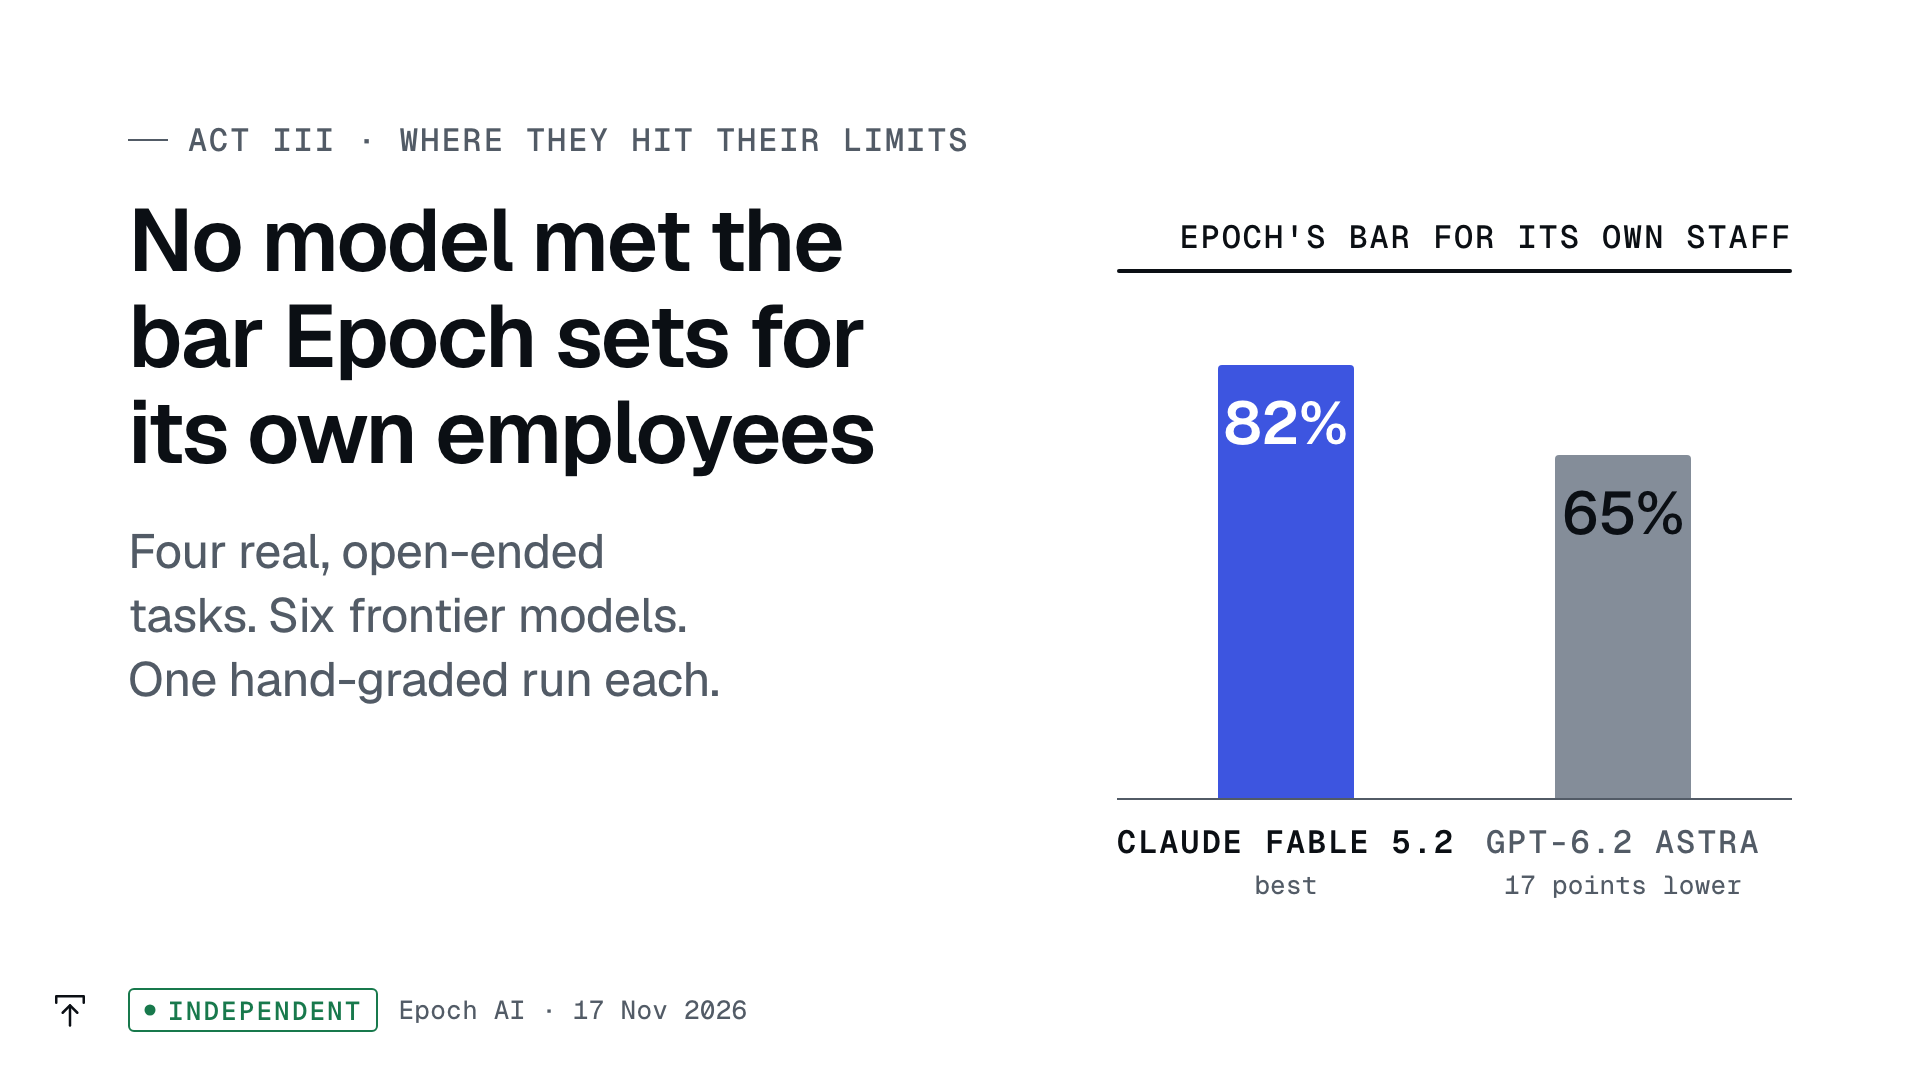 ACT III · WHERE THEY HIT THEIR LIMITS
No model met the
bar Epoch sets for
its own employees
Four real, open-ended
tasks. Six frontier models.
One hand-graded run each.
EPOCH'S BAR FOR ITS OWN STAFF
82%
65%
CLAUDE FABLE 5.2
best
GPT-6.2 ASTRA
17 points lower
INDEPENDENT
Epoch AI · 17 Nov 2026